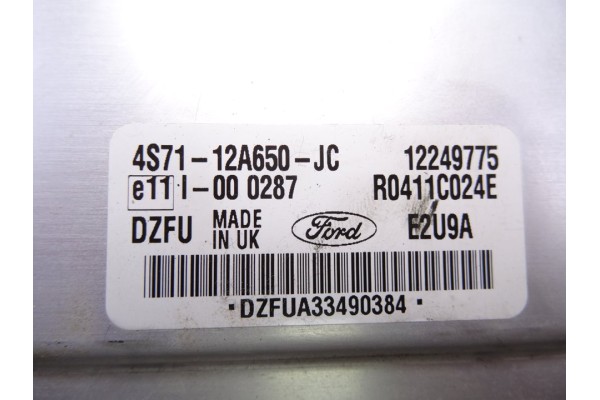 4S71-12A650-JC 12249775
e11 I-00 0287 R0411C024E
DZFU MADE IN UK Ford E2U9A
·DZFUA33490384·